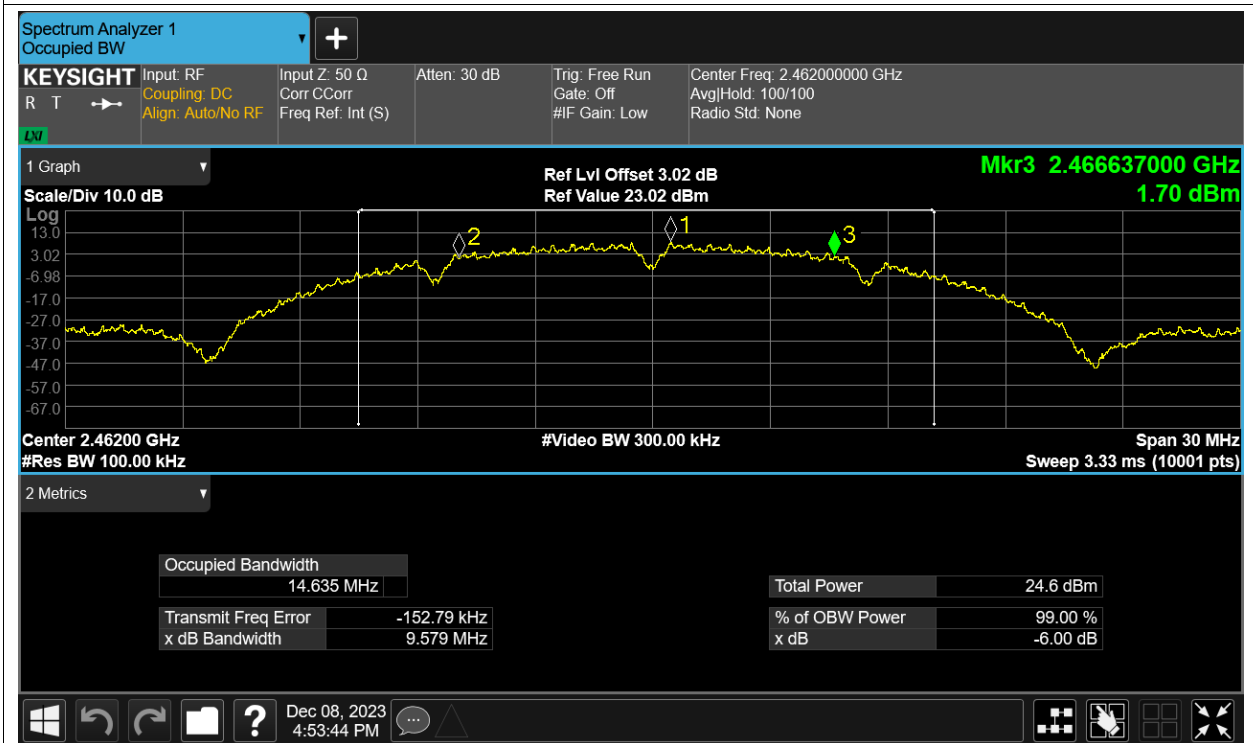 Spectrum Analyzer 1
Occupied BW
KEYSIGHT
R T
LXI
Input: RF
Coupling: DC
Align: Auto/No RF
Input Z: 50 Ω
Corr CCorr
Freq Ref: Int (S)
Atten: 30 dB
Trig: Free Run
Gate: Off
#IF Gain: Low
Center Freq: 2.462000000 GHz
Avg|Hold: 100/100
Radio Std: None
1 Graph
Scale/Div 10.0 dB
Log
Ref Lvl Offset 3.02 dB
Ref Value 23.02 dBm
Mkr3 2.466637000 GHz
1.70 dBm
13.0
3.02
-6.98
-17.0
-27.0
-37.0
-47.0
-57.0
-67.0
2
1
3
Center 2.46200 GHz
#Res BW 100.00 kHz
#Video BW 300.00 kHz
Span 30 MHz
Sweep 3.33 ms (10001 pts)
2 Metrics
Occupied Bandwidth
14.635 MHz
Transmit Freq Error -152.79 kHz
x dB Bandwidth 9.579 MHz
Total Power 24.6 dBm
% of OBW Power 99.00 %
x dB -6.00 dB
?
Dec 08, 2023
4:53:44 PM